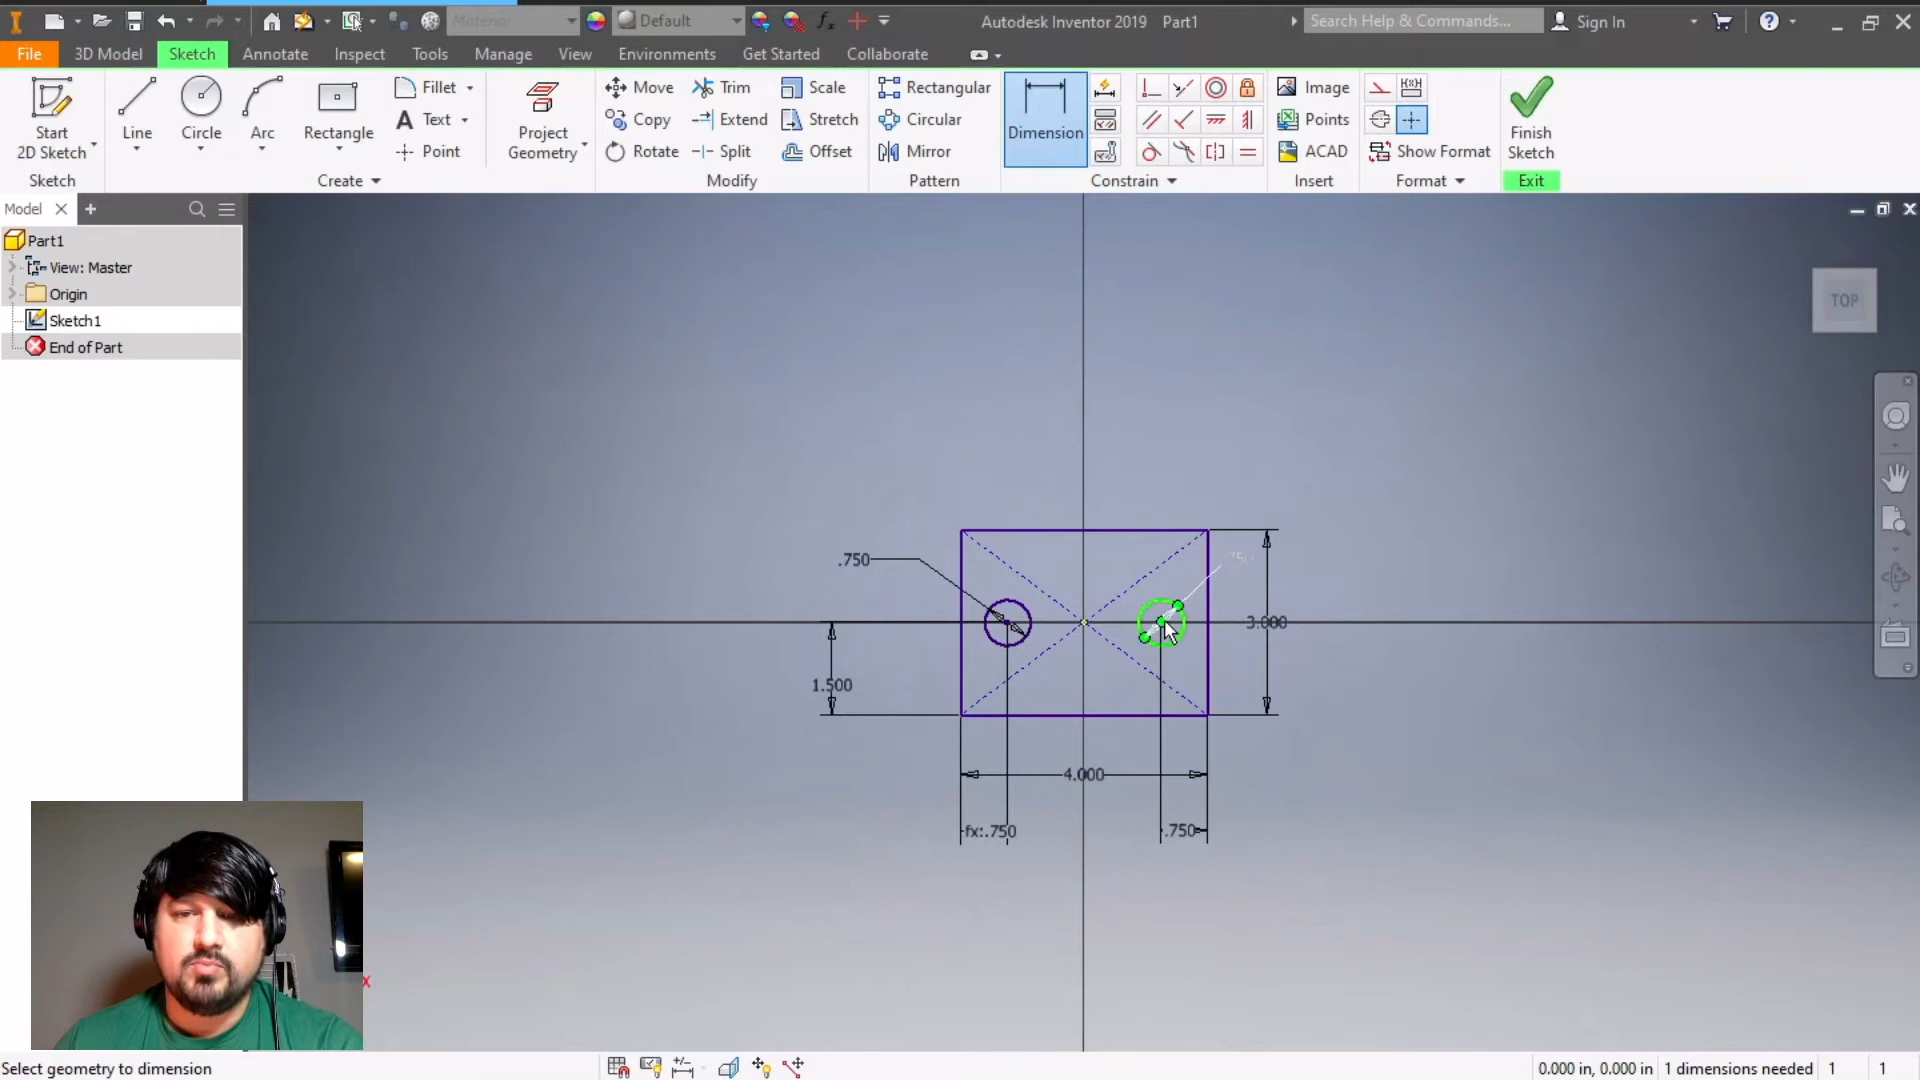 Material
Default
Autodesk Inventor 2019 Part1
Search Help & Commands...
Sign In
File 3D Model Sketch Annotate Inspect Tools Manage View Environments Get Started Collaborate
Start
2D Sketch
Line
Circle
Arc
Rectangle
Fillet
Text
Point
Project
Geometry
Move
Copy
Rotate
Trim
Extend
Split
Scale
Stretch
Offset
Rectangular
Circular
Mirror
Dimension
Image
Points
ACAD
Show Format
Finish
Sketch
Sketch Create Modify Pattern Constrain Insert Format Exit
Model
Part1
View: Master
Origin
Sketch1
End of Part
TOP
.750
3.000
1.500
4.000
fx:.750
.750
X
Select geometry to dimension
0.000 in, 0.000 in 1 dimensions needed 1 1